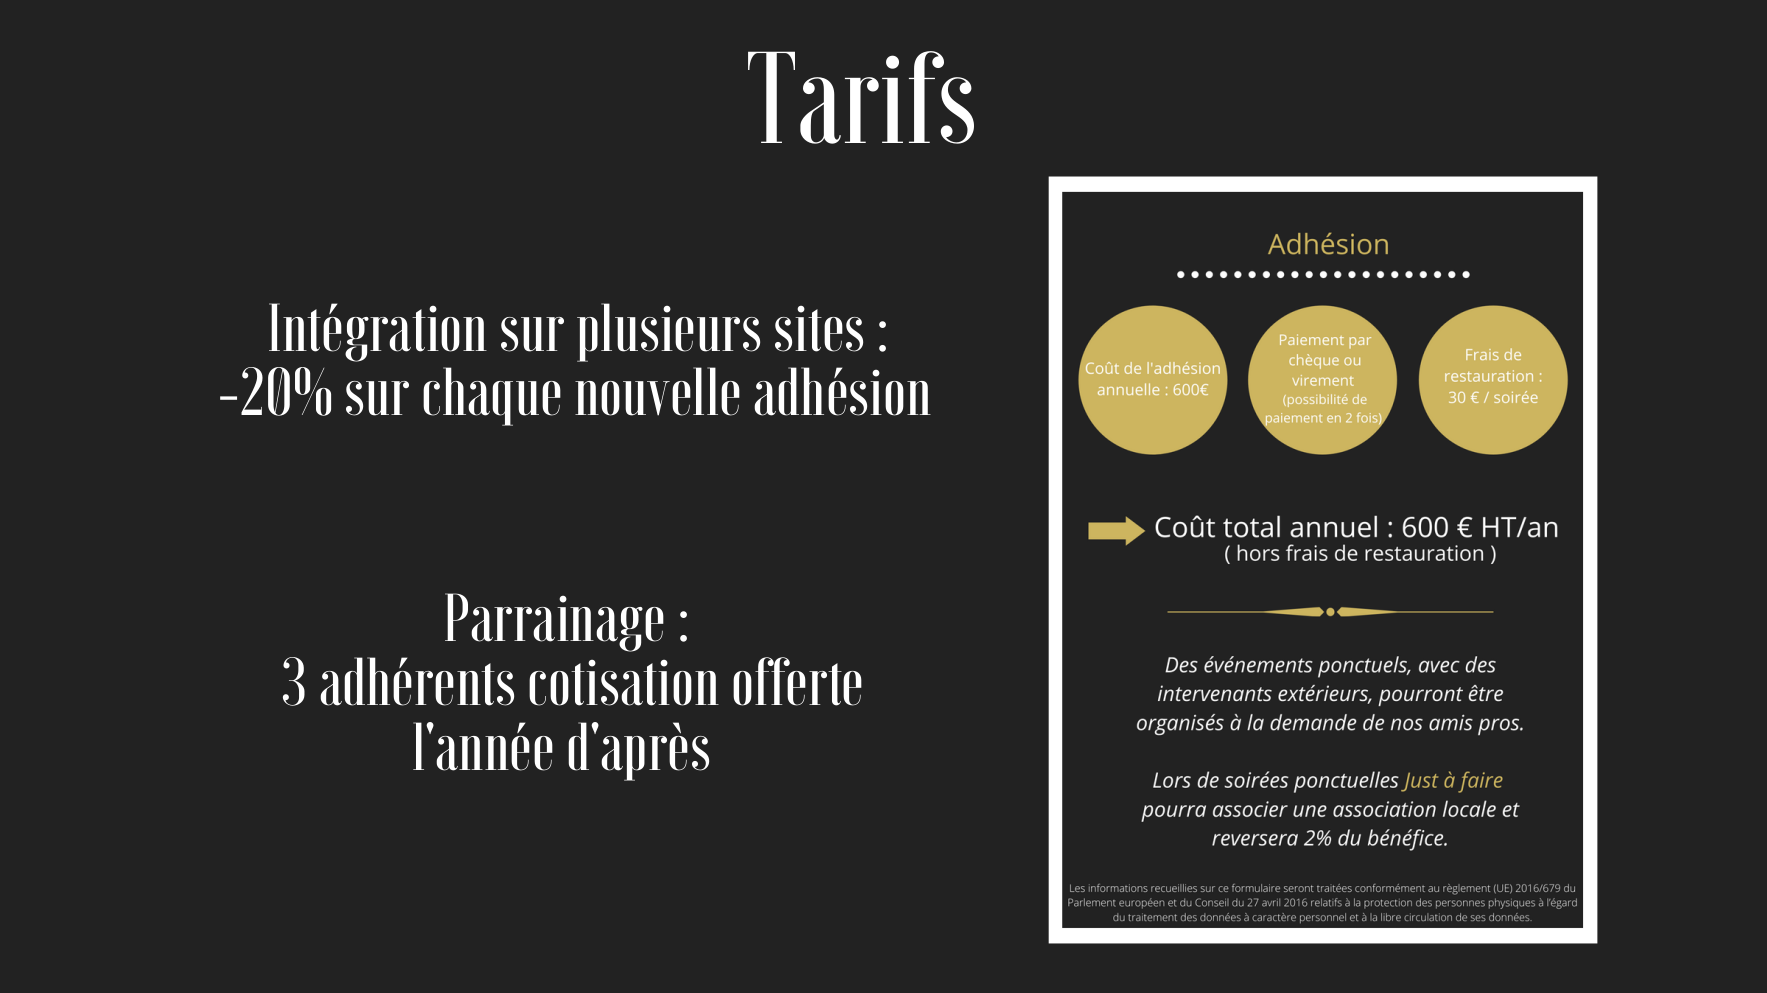 Tarifs
Intégration sur plusieurs sites :
-20% sur chaque nouvelle adhésion
Parrainage :
3 adhérents cotisation offerte
l'année d'après
Adhésion
Coût de l'adhésion
annuelle : 600€
Paiement par
chèque ou
virement
(possibilité de
paiement en 2 fois)
Frais de
restauration :
30 € / soirée
Coût total annuel : 600 € HT/an
( hors frais de restauration )
Des événements ponctuels, avec des
intervenants extérieurs, pourront être
organisés à la demande de nos amis pros.
Lors de soirées ponctuelles Just à faire
pourra associer une association locale et
reversera 2% du bénéfice.
Les informations recueillies sur ce formulaire seront traitées conformément au règlement (UE) 2016/679 du
Parlement européen et du Conseil du 27 avril 2016 relatifs à la protection des personnes physiques à l'égard
du traitement des données à caractère personnel et à la libre circulation de ses données.